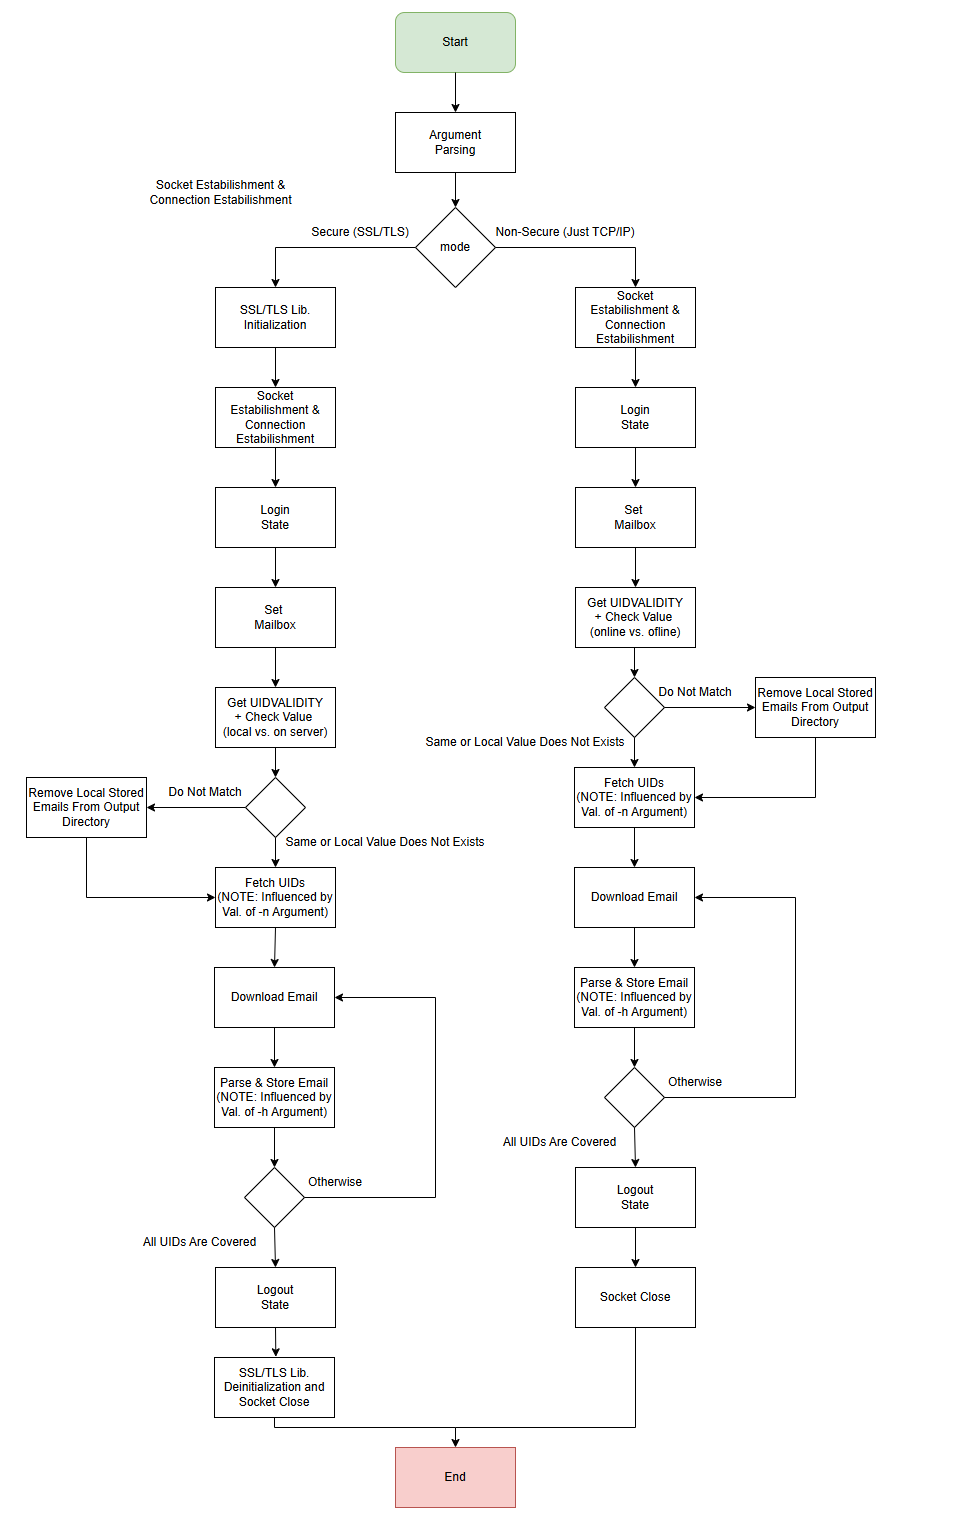 Start
Argument
Parsing
Socket Estabilishment &
Connection Estabilishment
Secure (SSL/TLS)
mode
Non-Secure (Just TCP/IP)
SSL/TLS Lib.
Initialization
Socket
Estabilishment &
Connection
Estabilishment
Login
State
Set
Mailbox
Get UIDVALIDITY
+ Check Value
(local vs. on server)
Do Not Match
Remove Local Stored
Emails From Output
Directory
Same or Local Value Does Not Exists
Fetch UIDs
(NOTE: Influenced by
Val. of -n Argument)
Download Email
Parse & Store Email
(NOTE: Influenced by
Val. of -h Argument)
Otherwise
All UIDs Are Covered
Logout
State
SSL/TLS Lib.
Deinitialization and
Socket Close
Socket
Estabilishment &
Connection
Estabilishment
Login
State
Set
Mailbox
Get UIDVALIDITY
+ Check Value
(online vs. ofline)
Do Not Match
Remove Local Stored
Emails From Output
Directory
Same or Local Value Does Not Exists
Fetch UIDs
(NOTE: Influenced by
Val. of -n Argument)
Download Email
Parse & Store Email
(NOTE: Influenced by
Val. of -h Argument)
Otherwise
All UIDs Are Covered
Logout
State
Socket Close
End